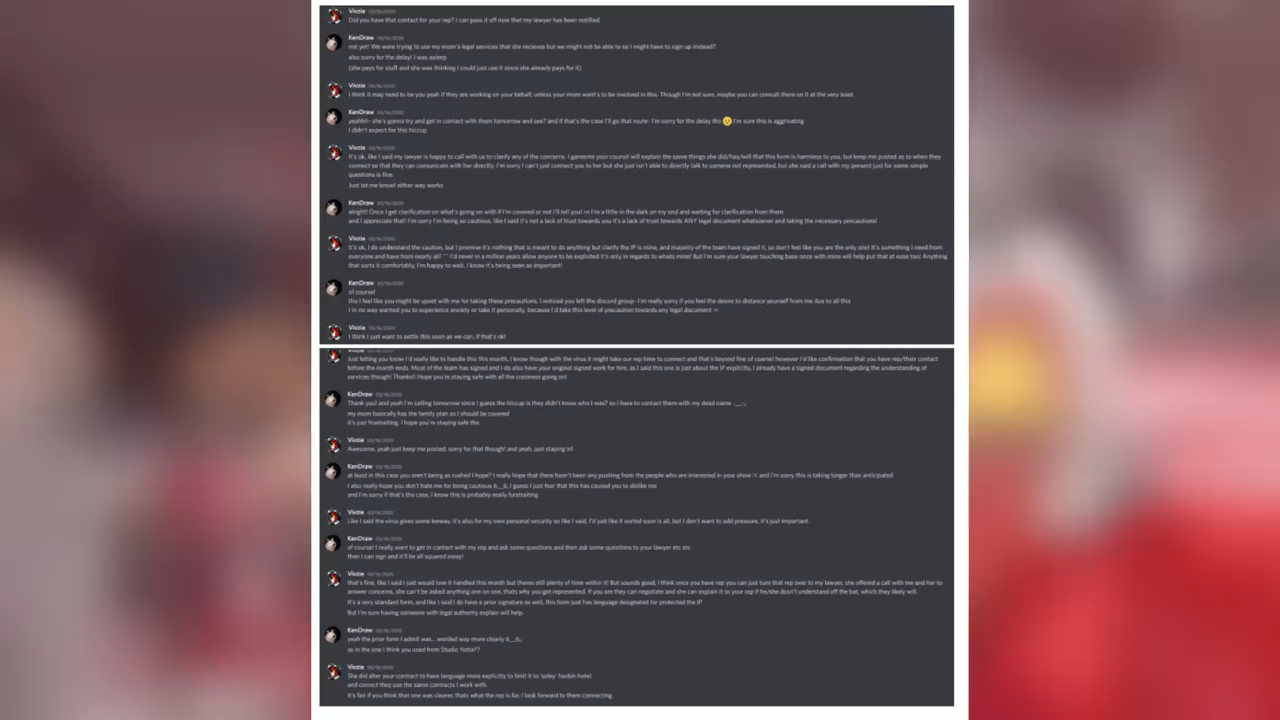 Vivzie 03/14/2020
Did you have that contact for your rep? I can pass it off now that my lawyer has been notified
KenDraw 03/14/2020
not yet! We were trying to use my mom's legal services that she recieves but we might not be able to so I might have to sign up instead?
also sorry for the delay! I was asleep
(she pays for stuff and she was thinking I could just use it since she already pays for it)
Vivzie 03/14/2020
I think it may need to be you yeah if they are working on your behalf, unless your mom want's to be involved in this. Though I'm not sure, maybe you can consult them on it at the very least.
KenDraw 03/14/2020
yeahhh- she's gonna try and get in contact with them tomorrow and see? and if that's the case I'll go that route- I'm sorry for the delay tho 😟 I'm sure this is aggrivating
I didn't expect for this hiccup
Vivzie 03/14/2020
It's ok, like I said my lawyer is happy to call with us to clarify any of the concerns. I garsente your council will explain the same things she did/has/will that this form is harmless to you, but keep me posted as to when they
connect so that they can comunicate with her directly. I'm sorry I can't just connect you to her but she just isn't able to directly talk to somene not represented. but she said a call with my present just for some simple
questions is fine.
Just let me know! either way works
KenDraw 03/14/2020
alright! Once I get clarification on what's going on with if I'm covered or not I'll tell you! rn I'm a little in the dark on my end and waiting for clarification from them
and I appreciate that! I'm sorry I'm being so cautious, like I said it's not a lack of trust towards you it's a lack of trust towards ANY legal document whatsoever and taking the necessary precautions!
Vivzie 03/14/2020
It's ok, I do understand the caution, but I promise it's nothing that is meant to do anything but clarify the IP is mine, and majority of the team have signed it, so don't feel like you are the only one! It's something I need from
everyone and have from nearly all! ^^ I'd never in a millian years allow anyone to be exploited it's only in regards to whats mine! But I'm sure your lawyer touching base once with mine will help put that at ease too! Anything
that sorts it comfortably, I'm happy to wait, I know it's being seen as important!
KenDraw 03/14/2020
of course!
tho I feel like you might be upset with me for taking these precautions, I noticed you left the discord group- I'm really sorry if you feel the desire to distance yourself from me due to all this
I in no way wanted you to experience anxiety or take it personally, because I'd take this level of precaution towards any legal document :<
Vivzie 03/14/2020
I think I just want to settle this soon as we can, if that's ok!
Vivzie
Just letting you know I'd really like to handle this this month, I know though with the virus it might take our rep time to connect and that's beyond fine of coarse! however I'd like confirmation that you have rep/their contact
before the month ends. Most of the team has signed and i do also have your original signed work for hire, as I said this one is just about the IP explicitly, I already have a signed document regarding the understanding of
services though! Thanks!! Hope you're staying safe with all the craziness going on!
KenDraw
Thank you! and yeah I'm calling tomorrow since I guess the hiccup is they didn't know who I was? so I have to contact them with my dead name -__-;;
my mom basically has the family plan so I should be covered
it's just frustraiting, I hope you're staying safe tho
Vivzie
Awesome, yeah just keep me posted, sorry for that though! and yeah, just staying in!
KenDraw
at least in this case you aren't being as rushed I hope? I really hope that there hasn't been any pushing from the people who are interested in your show :< and I'm sorry this is taking longer than anticipated
I also really hope you don't hate me for being cautious 6__6; I guess I just fear that this has caused you to dislike me
and I'm sorry if that's the case, I know this is probably really furstraiting
Vivzie
Like I said the virus gives some leeway, it's also for my own personal security so like I said, I'd just like it sorted soon is all, but I don't want to add pressure, it's just important.
KenDraw
of course! I really want to get in contact with my rep and ask some questions and then ask some questions to your lawyer etc etc
then I can sign and it'll be all squared away!
Vivzie
that's fine, like I said I just would love it handled this month but theres still plenty of time within it! But sounds good, I think once you have rep you can just turn that rep over to my lawyer, she offered a call with me and her to
answer concerns, she can't be asked anything one on one, thats why you get represented. If you are they can negotiate and she can explain it to your rep if he/she don't understand off the bat, which they likely will.
It's a very standard form, and like I said I do have a prior signature as well, this form just has language designated for protected the IP
But I'm sure having someone with legal authority explain will help.
KenDraw
yeah the prior form I admit was... worded way more clearly 6__6;;
as in the one i think you used from Studio Yotta??
Vivzie
She did alter your contract to have language more explicitly to limit it to 'soley' hazbin hotel.
and correct they use the same contracts I work with.
It's fair if you think that one was clearer, thats what the rep is for, I look forward to them connecting.